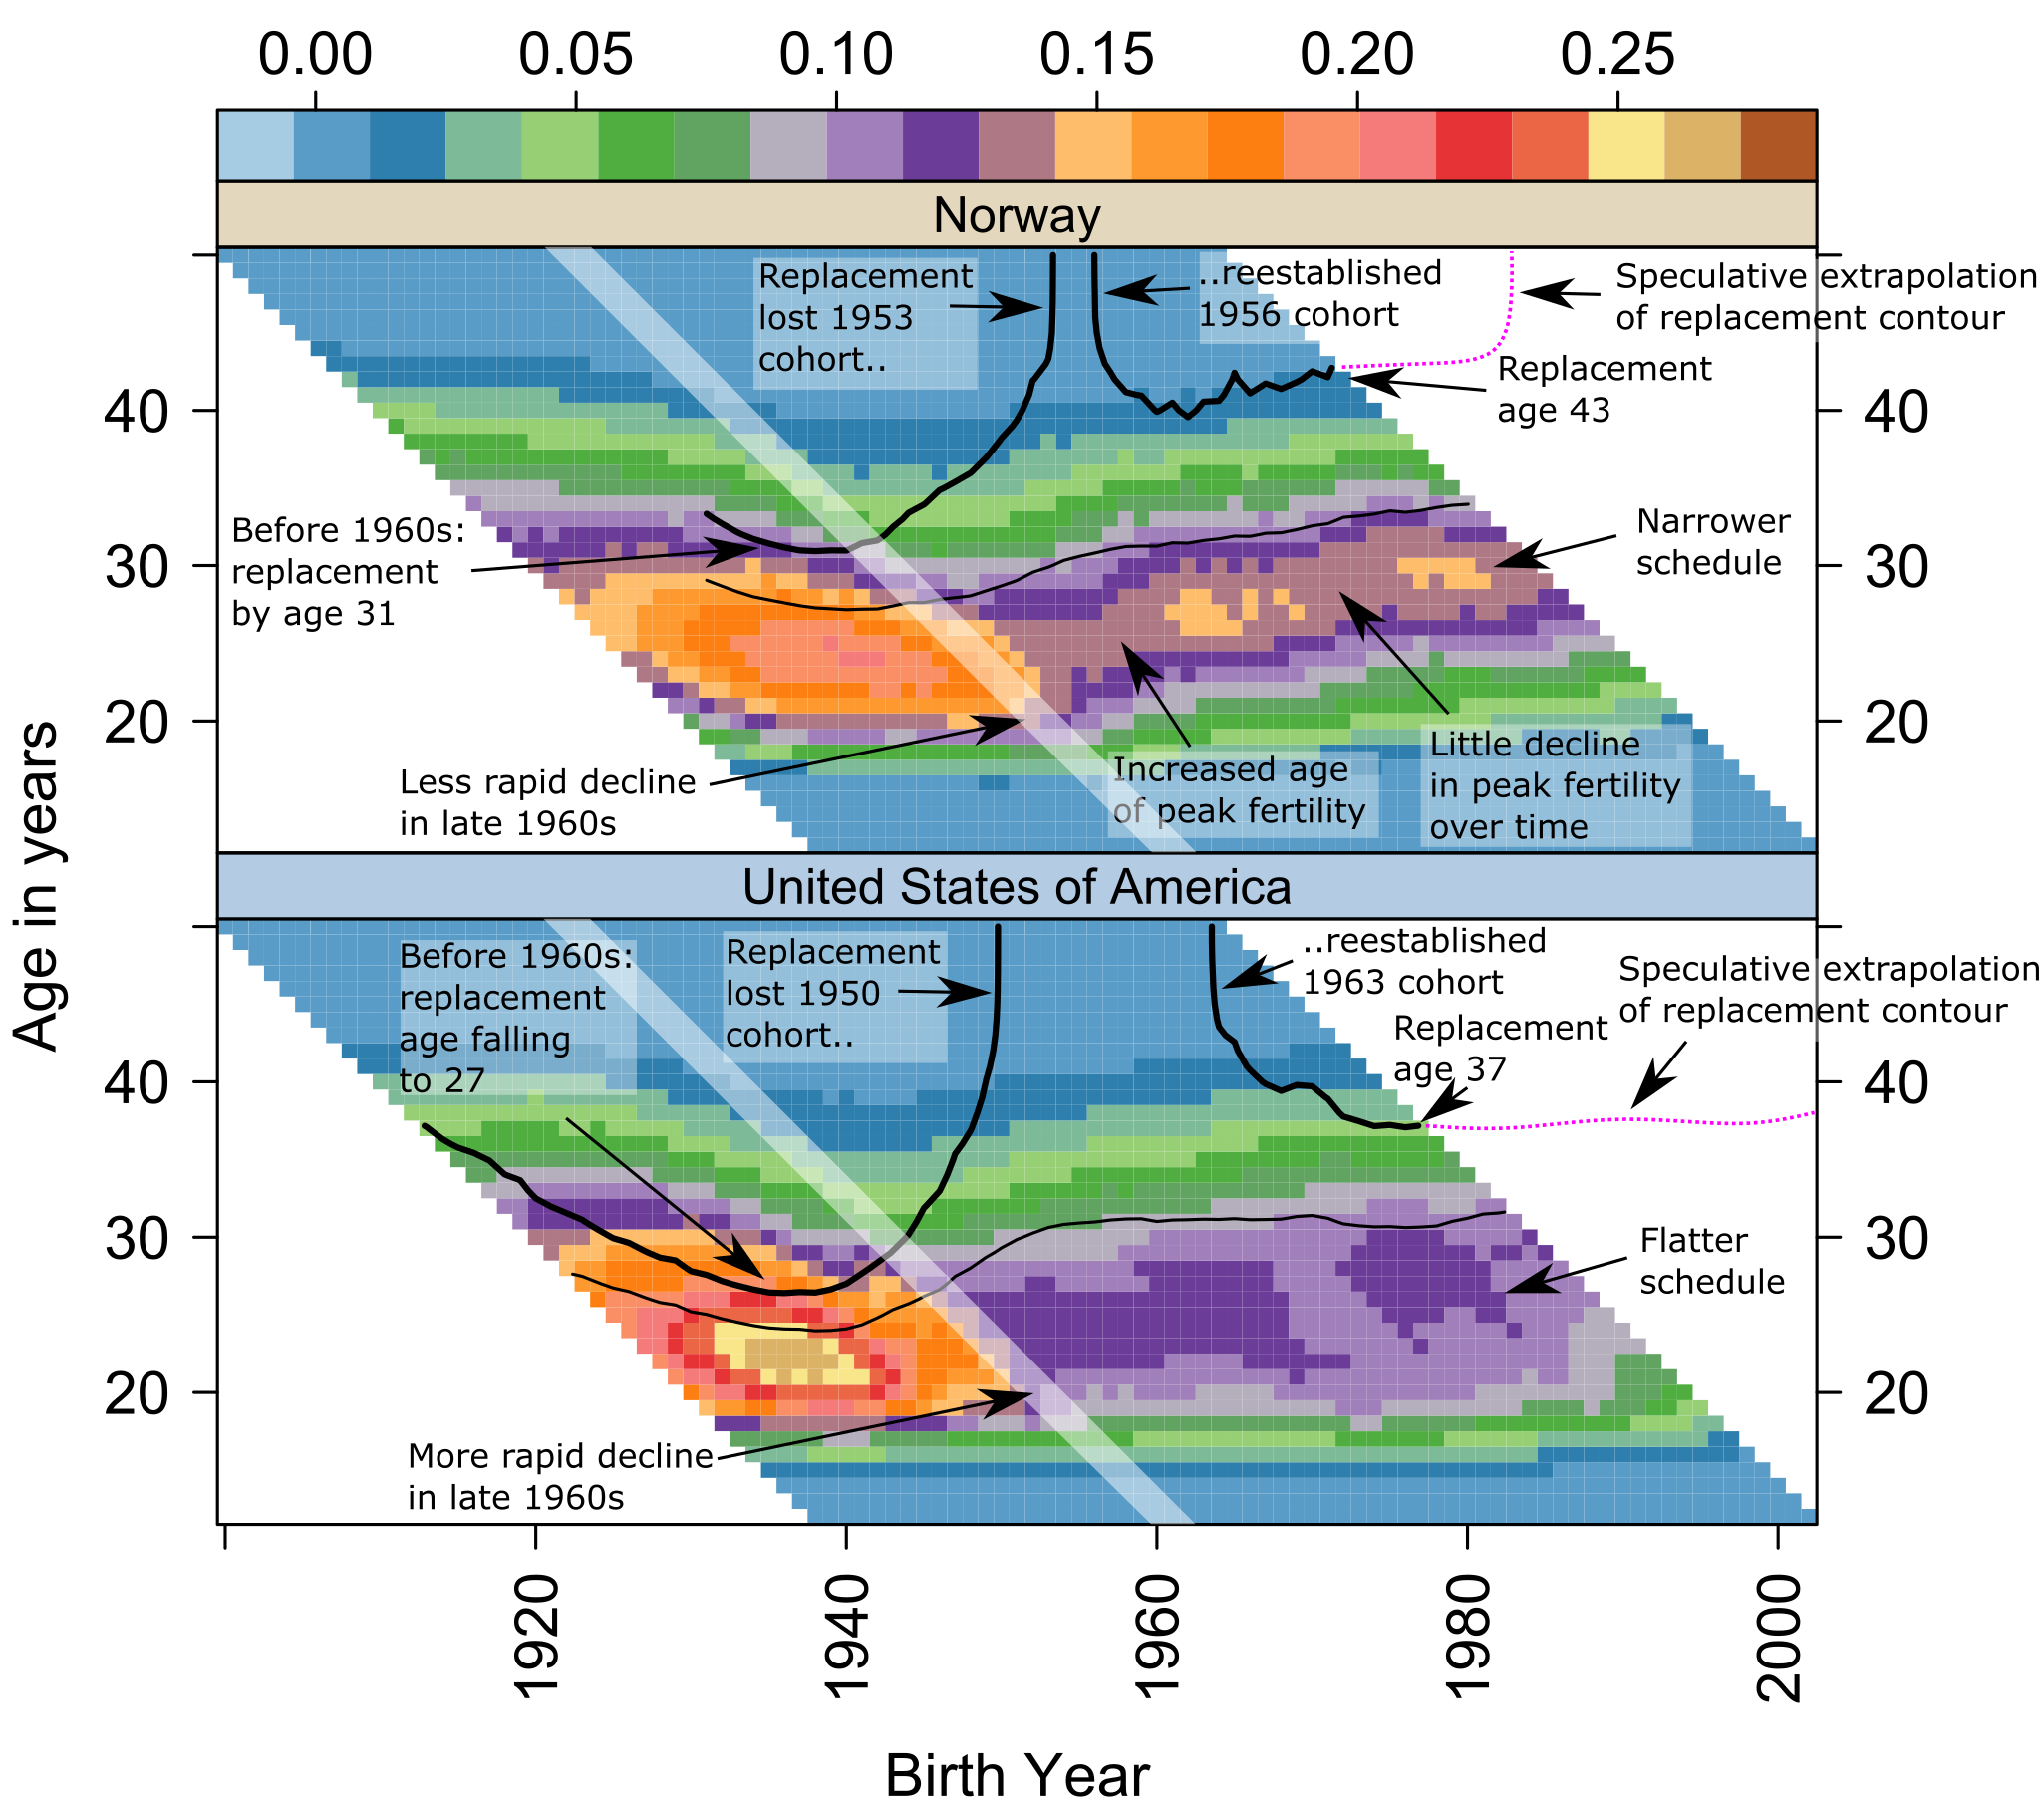 0.00 0.05 0.10 0.15 0.20 0.25
Norway
Replacement
lost 1953
cohort..
..reestablished
1956 cohort
Speculative extrapolation
of replacement contour
Replacement
age 43
Before 1960s:
replacement
by age 31
Narrower
schedule
Less rapid decline
in late 1960s
Increased age
of peak fertility
Little decline
in peak fertility
over time
40
30
20
40
30
20
United States of America
Before 1960s:
replacement
age falling
to 27
Replacement
lost 1950
cohort..
..reestablished
1963 cohort
Speculative extrapolation
of replacement contour
Replacement
age 37
Flatter
schedule
More rapid decline
in late 1960s
40
30
20
40
30
20
Age in years
1920 1940 1960 1980 2000
Birth Year